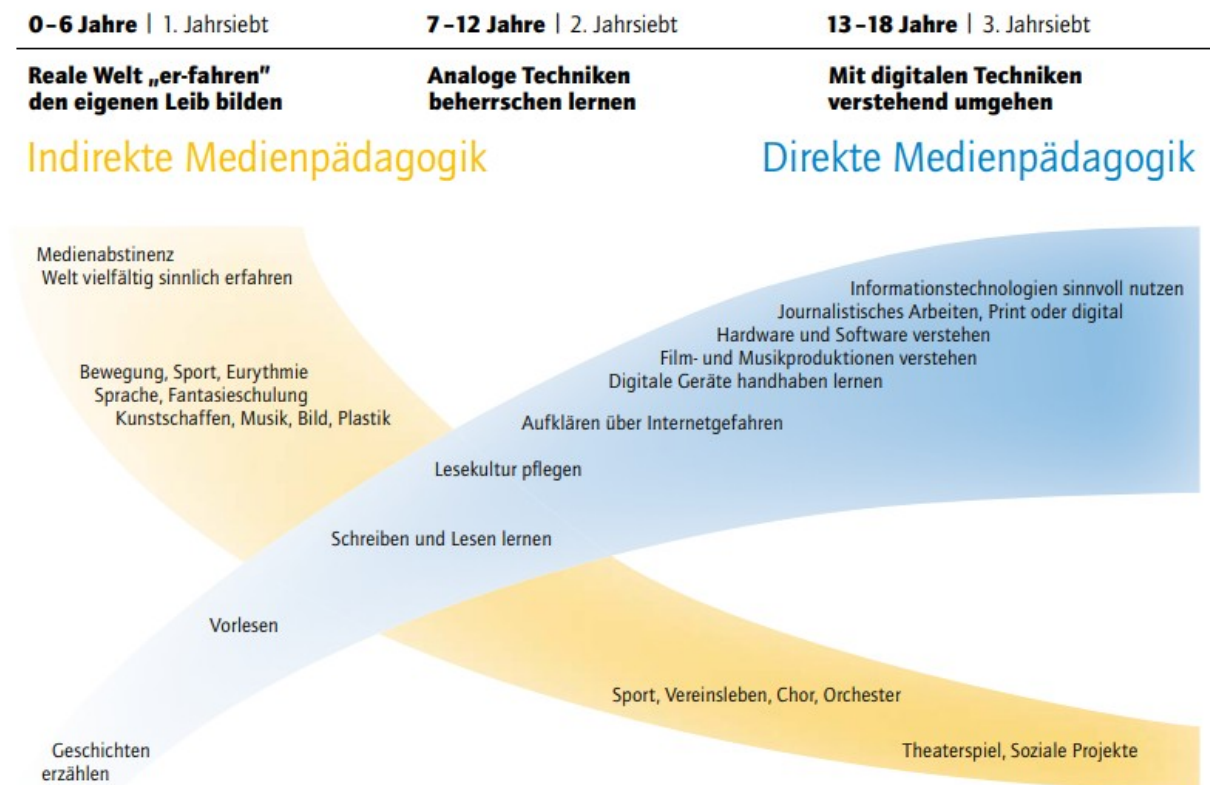 0–6 Jahre | 1. Jahrsiebt
7–12 Jahre | 2. Jahrsiebt
13–18 Jahre | 3. Jahrsiebt
Reale Welt „er-fahren”
den eigenen Leib bilden
Analoge Techniken
beherrschen lernen
Mit digitalen Techniken
verstehend umgehen
Indirekte Medienpädagogik
Direkte Medienpädagogik
Medienabstinenz
Welt vielfältig sinnlich erfahren
Bewegung, Sport, Eurythmie
Sprache, Fantasieschulung
Kunstschaffen, Musik, Bild, Plastik
Informationstechnologien sinnvoll nutzen
Journalistisches Arbeiten, Print oder digital
Hardware und Software verstehen
Film- und Musikproduktionen verstehen
Digitale Geräte handhaben lernen
Aufklären über Internetgefahren
Lesekultur pflegen
Schreiben und Lesen lernen
Vorlesen
Geschichten
erzählen
Sport, Vereinsleben, Chor, Orchester
Theaterspiel, Soziale Projekte